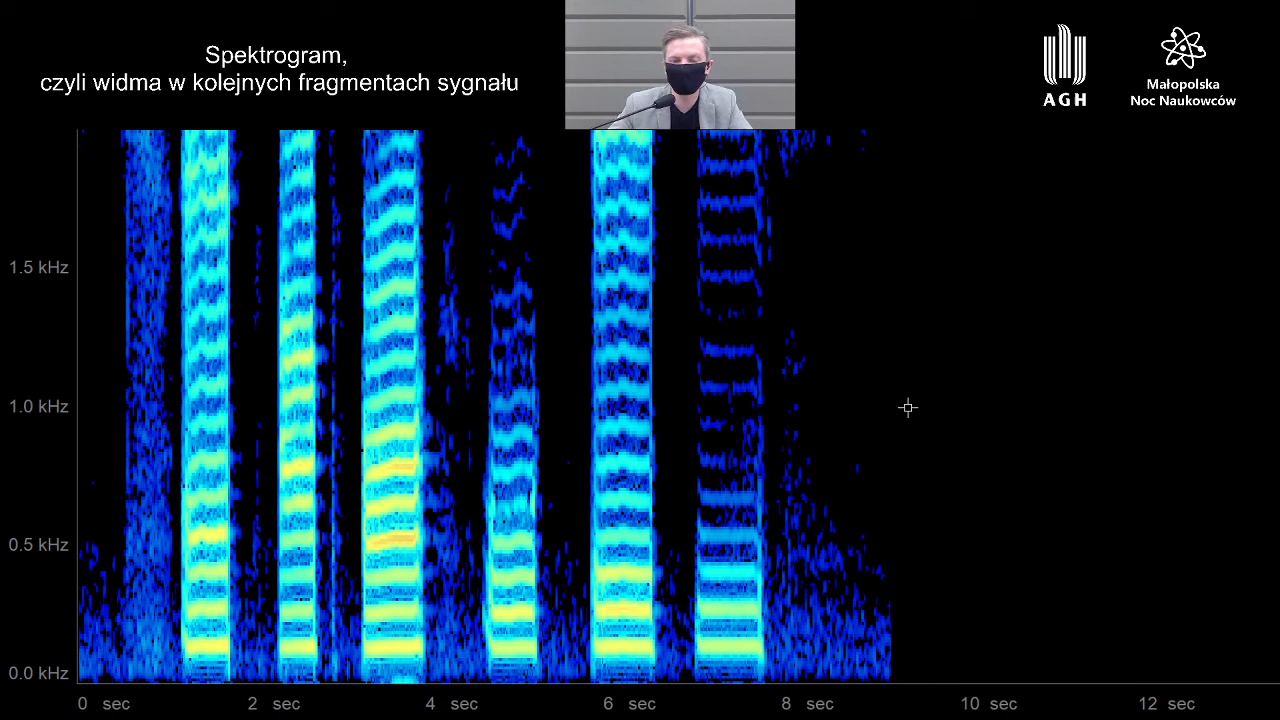 Spektrogram,
czyli widma w kolejnych fragmentach sygnału
AGH
Małopolska
Noc Naukowców
1.5 kHz
1.0 kHz
0.5 kHz
0.0 kHz
0 sec 2 sec 4 sec 6 sec 8 sec 10 sec 12 sec